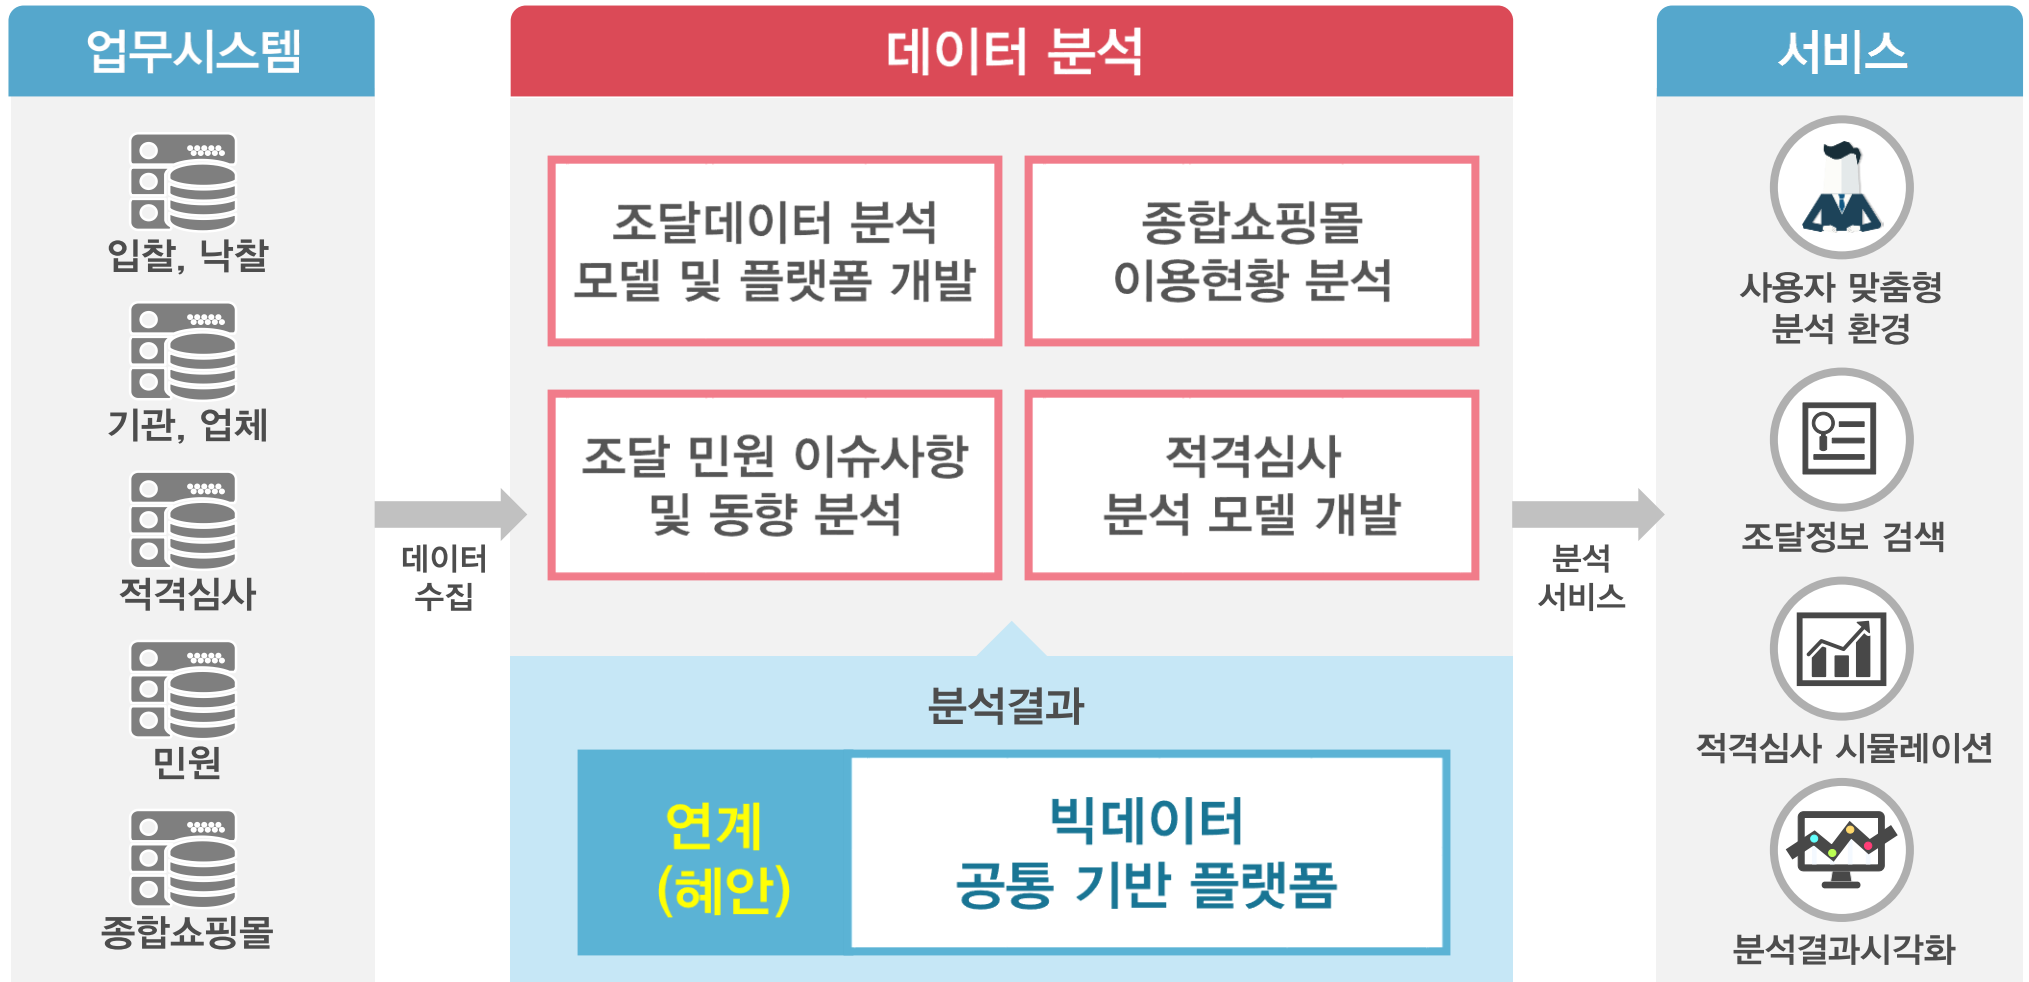 업무시스템
입찰, 낙찰
기관, 업체
적격심사
민원
종합쇼핑몰
데이터
수집
데이터 분석
조달데이터 분석
모델 및 플랫폼 개발
종합쇼핑몰
이용현황 분석
조달 민원 이슈사항
및 동향 분석
적격심사
분석 모델 개발
분석결과
연계
(혜안)
빅데이터
공통 기반 플랫폼
분석
서비스
서비스
사용자 맞춤형
분석 환경
조달정보 검색
적격심사 시뮬레이션
분석결과시각화